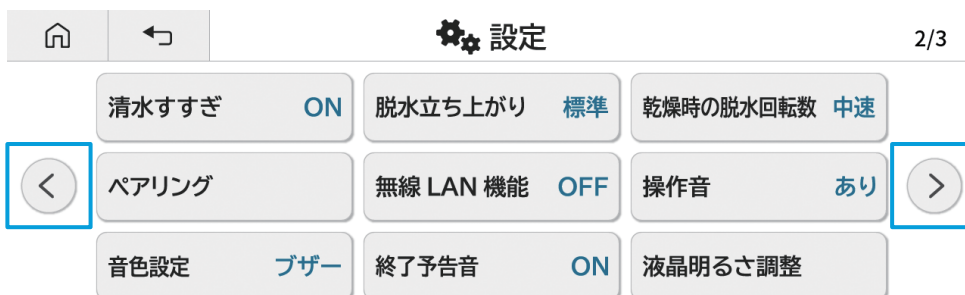 設定 2/3
清水すすぎ ON 脱水立ち上がり 標準 乾燥時の脱水回転数 中速
ペアリング 無線 LAN 機能 OFF 操作音 あり
音色設定 ブザー 終了予告音 ON 液晶明るさ調整